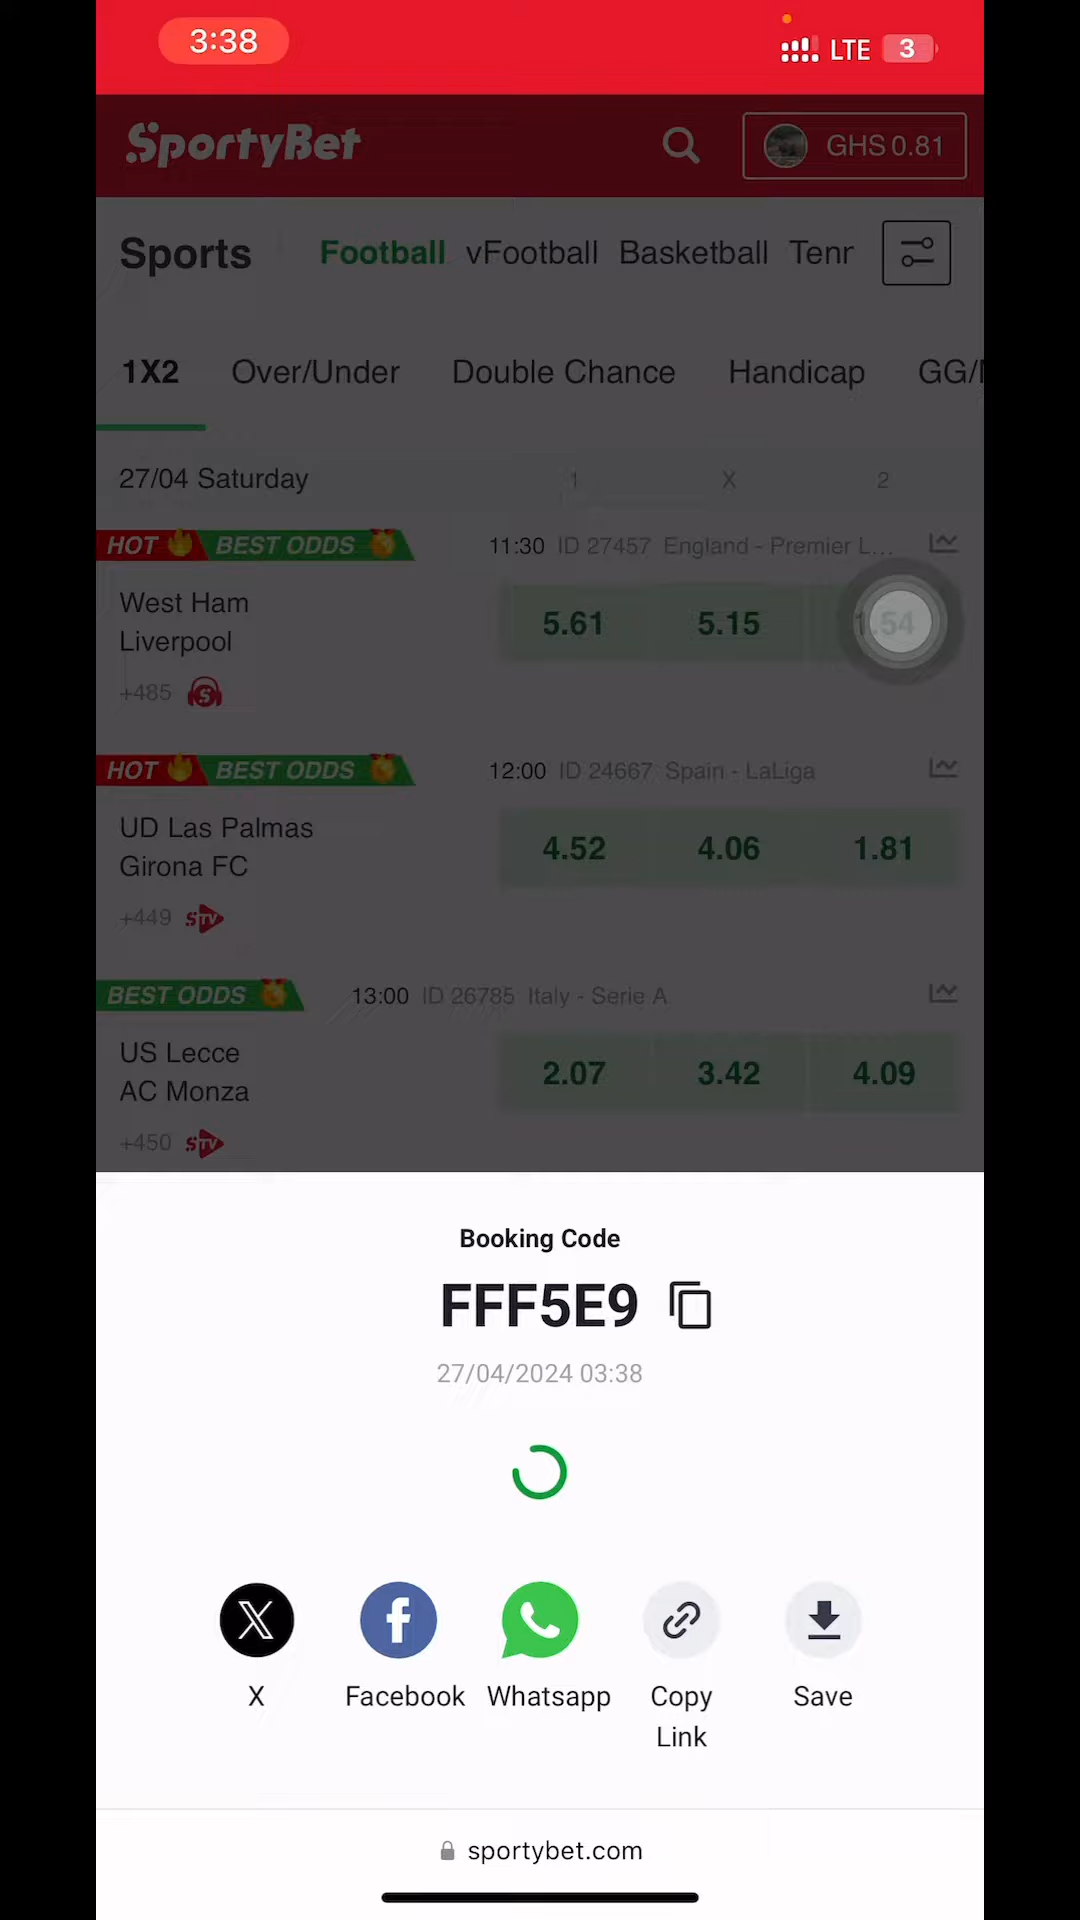 3:38
LTE 3
SportyBet
GHS 0.81
Sports Football vFootball Basketball Tenr
1X2 Over/Under Double Chance Handicap GG/
27/04 Saturday 1 X 2
HOT BEST ODDS 11:30 ID 27457 England - Premier L...
West Ham
Liverpool
5.61 5.15 1.54
+485
HOT BEST ODDS 12:00 ID 24667 Spain - LaLiga
UD Las Palmas
Girona FC
4.52 4.06 1.81
+449 STV
BEST ODDS 13:00 ID 26785 Italy - Serie A
US Lecce
AC Monza
2.07 3.42 4.09
+450 STV
Booking Code
FFF5E9
27/04/2024 03:38
X Facebook Whatsapp Copy Link Save
sportybet.com